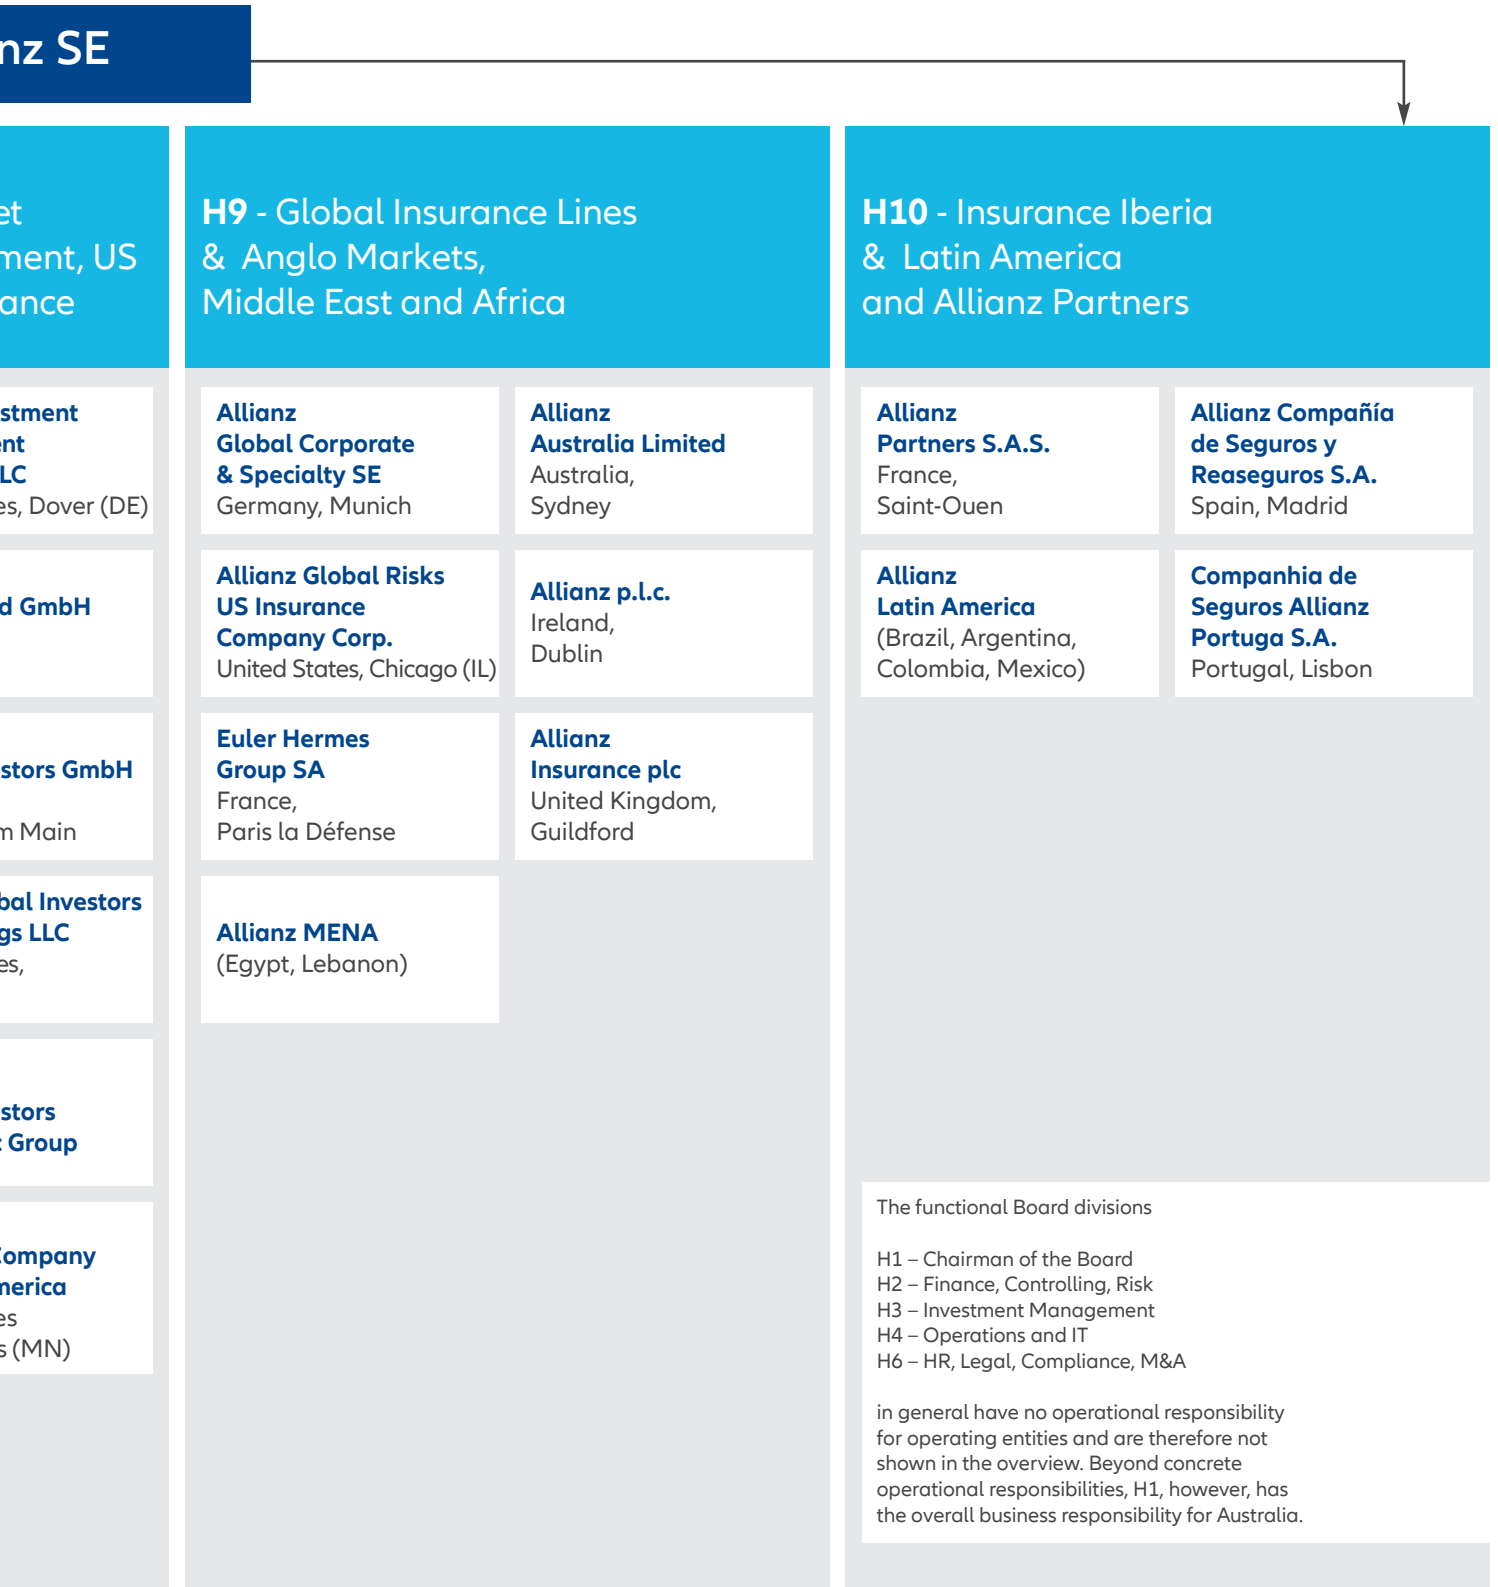 nz SE
et
ment, US
ance
stment
ent
LC
es, Dover (DE)
d GmbH
stors GmbH
m Main
bal Investors
gs LLC
es,
stors
t Group
Company
merica
es
s (MN)
H9 - Global Insurance Lines
& Anglo Markets,
Middle East and Africa
Allianz
Global Corporate
& Specialty SE
Germany, Munich
Allianz
Australia Limited
Australia,
Sydney
Allianz Global Risks
US Insurance
Company Corp.
United States, Chicago (IL)
Allianz p.l.c.
Ireland,
Dublin
Euler Hermes
Group SA
France,
Paris la Défense
Allianz
Insurance plc
United Kingdom,
Guildford
Allianz MENA
(Egypt, Lebanon)
H10 - Insurance Iberia
& Latin America
and Allianz Partners
Allianz
Partners S.A.S.
France,
Saint-Ouen
Allianz Compañía
de Seguros y
Reaseguros S.A.
Spain, Madrid
Allianz
Latin America
(Brazil, Argentina,
Colombia, Mexico)
Companhia de
Seguros Allianz
Portuga S.A.
Portugal, Lisbon
The functional Board divisions
H1 – Chairman of the Board
H2 – Finance, Controlling, Risk
H3 – Investment Management
H4 – Operations and IT
H6 – HR, Legal, Compliance, M&A
in general have no operational responsibility
for operating entities and are therefore not
shown in the overview. Beyond concrete
operational responsibilities, H1, however, has
the overall business responsibility for Australia.